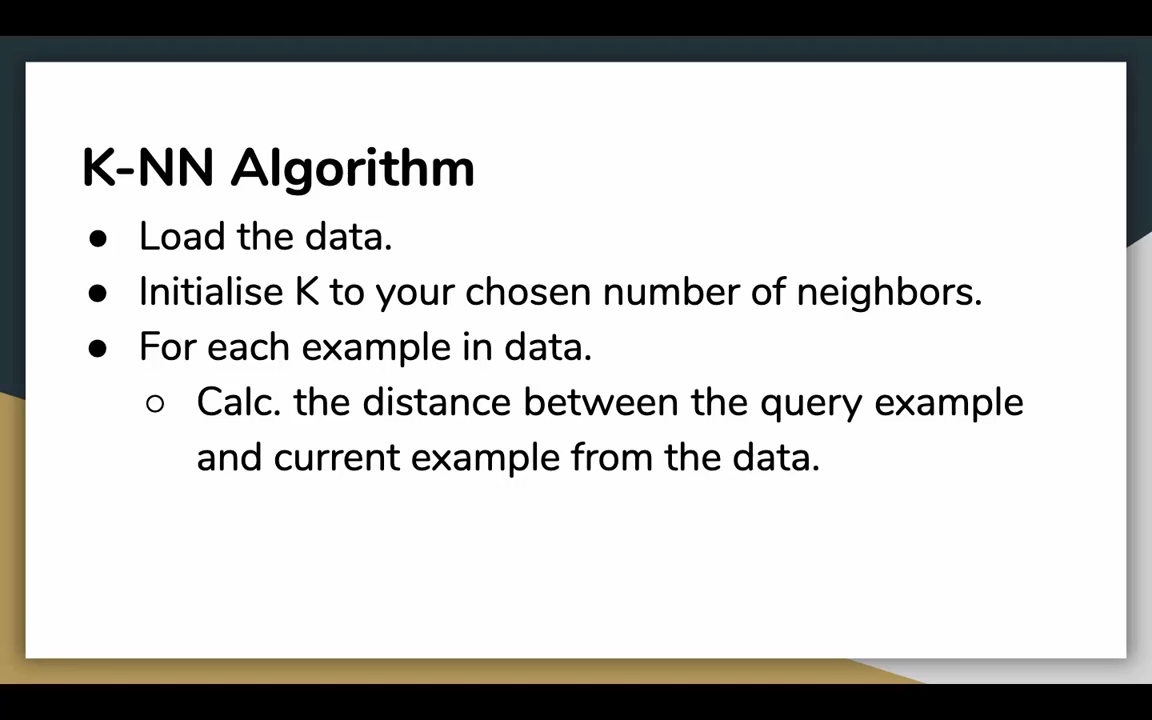 K-NN Algorithm
● Load the data.
● Initialise K to your chosen number of neighbors.
● For each example in data.
○ Calc. the distance between the query example
and current example from the data.